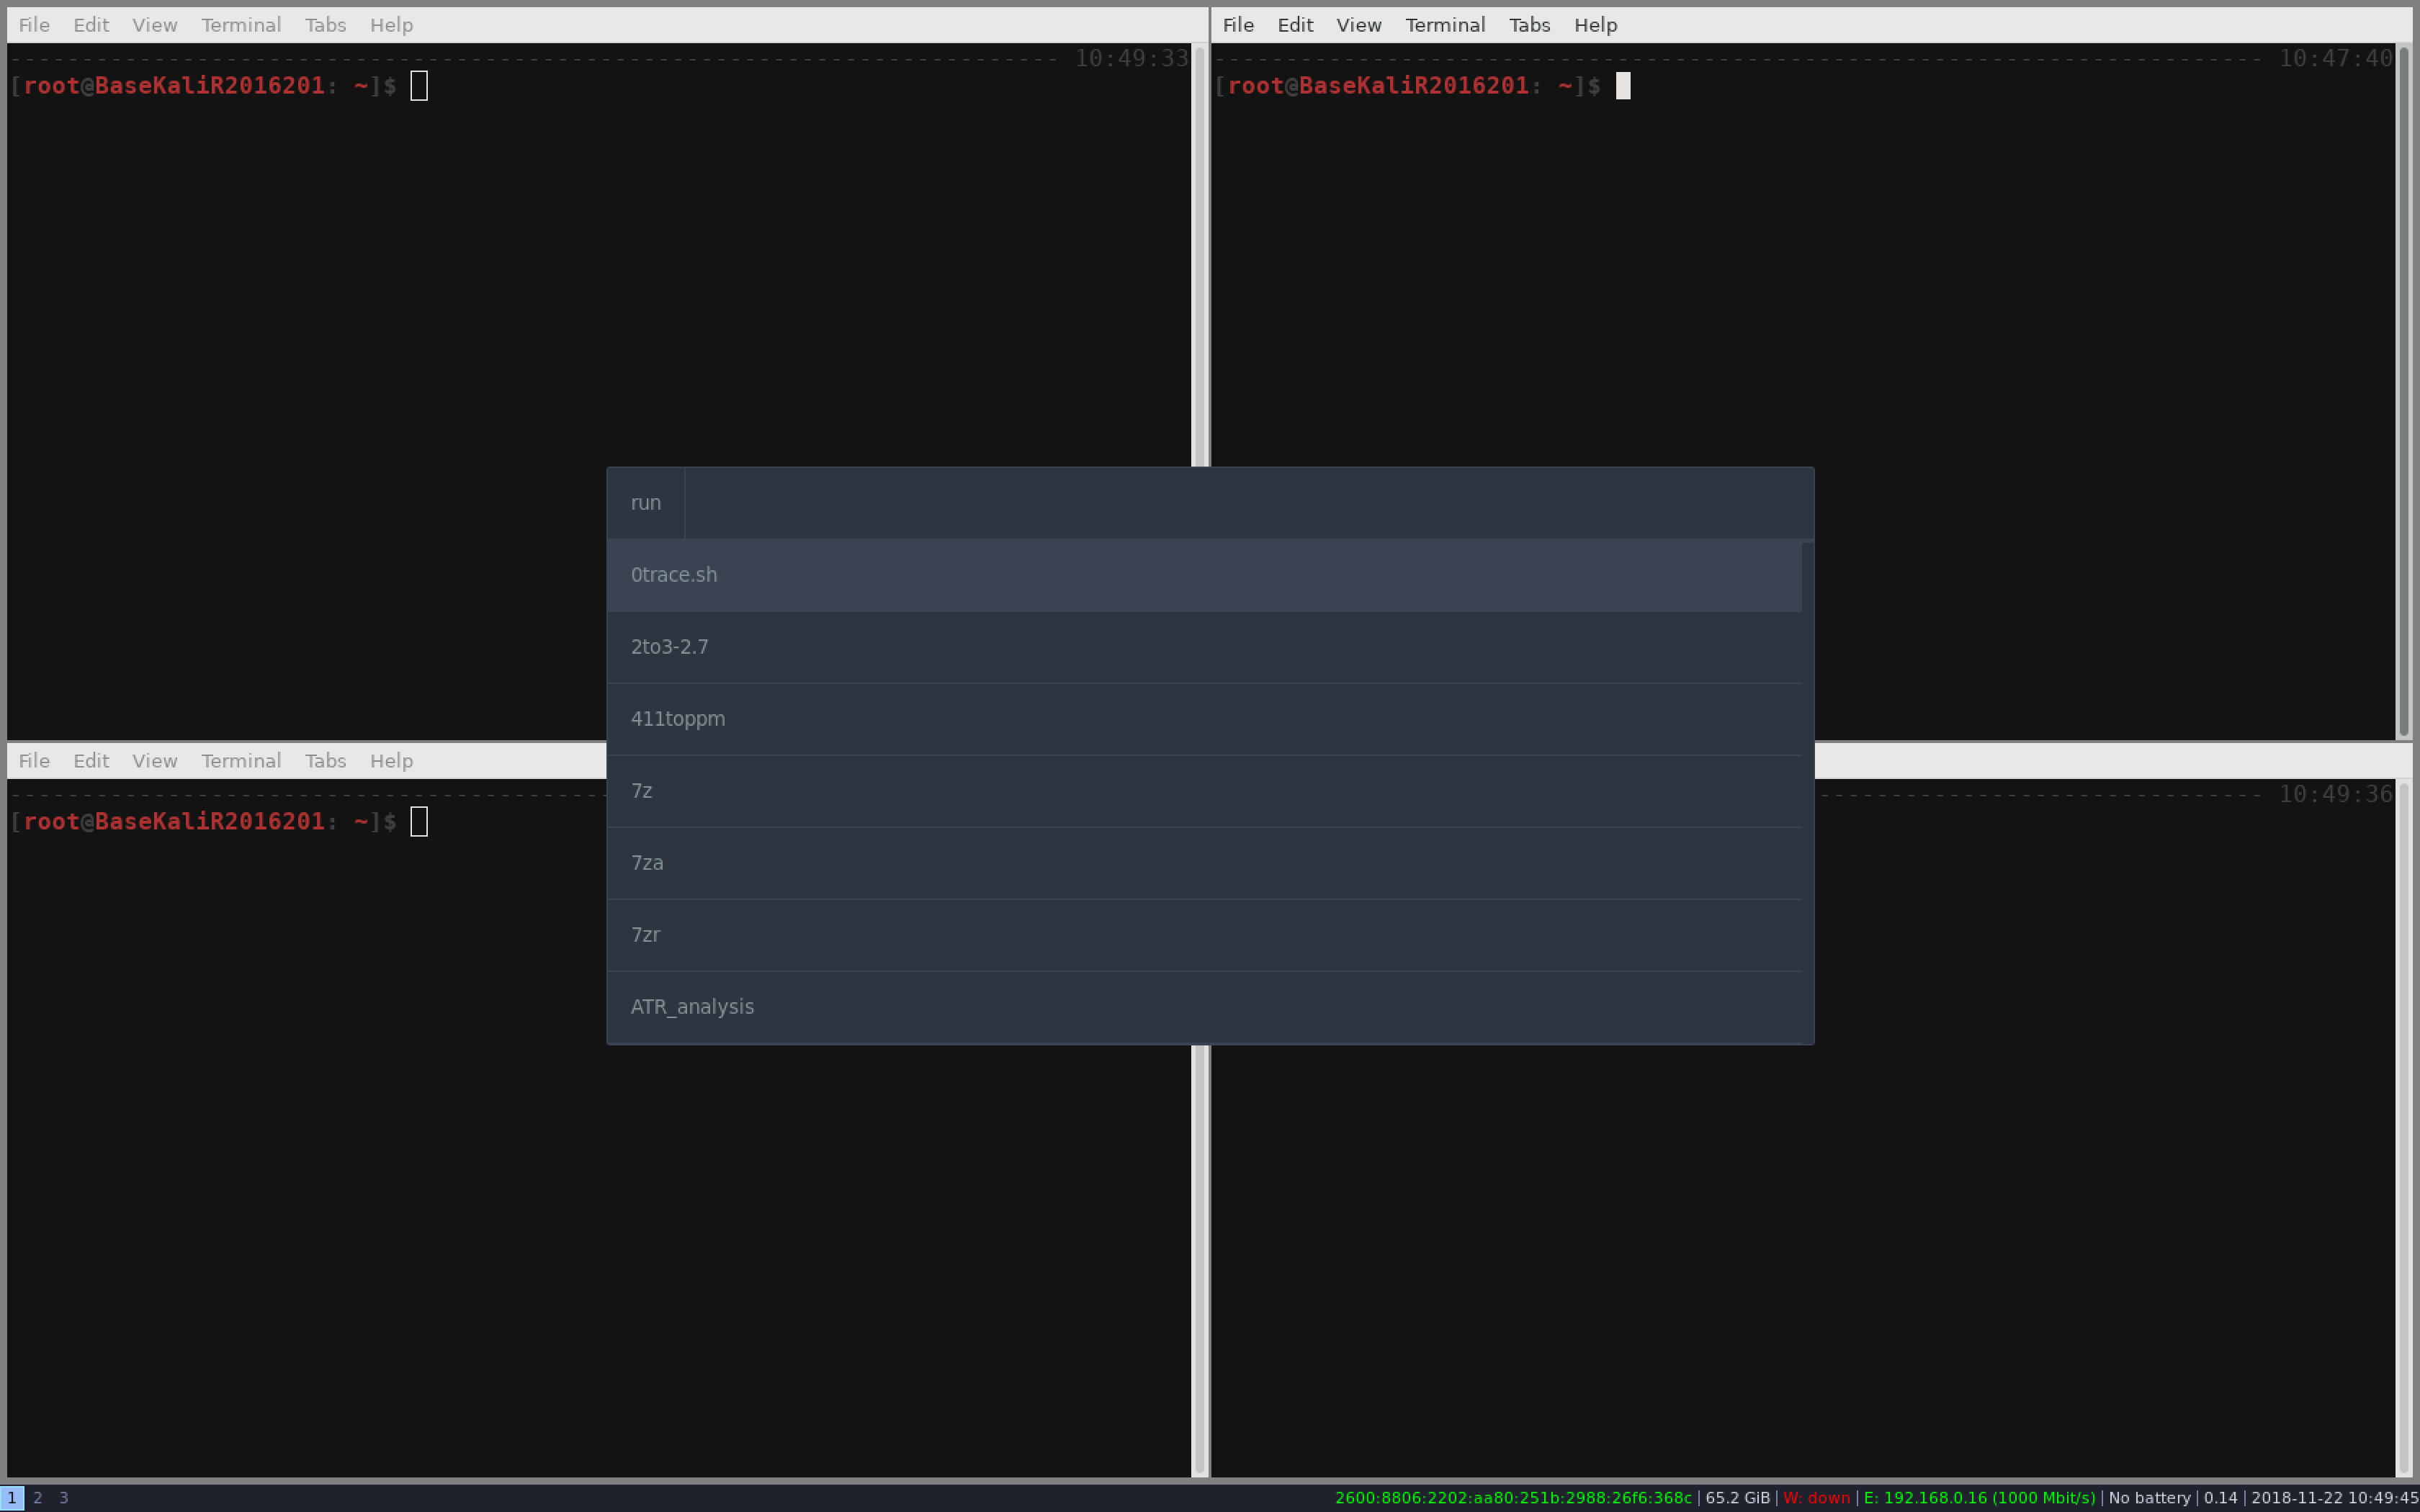 File Edit View Terminal Tabs Help
10:49:33
[root@BaseKaliR2016201: ~]$
File Edit View Terminal Tabs Help
10:47:40
[root@BaseKaliR2016201: ~]$
run
0trace.sh
2to3-2.7
411toppm
7z
7za
7zr
ATR_analysis
File Edit View Terminal Tabs Help
[root@BaseKaliR2016201: ~]$
10:49:36
1 2 3
2600:8806:2202:aa80:251b:2988:26f6:368c | 65.2 GiB | W: down | E: 192.168.0.16 (1000 Mbit/s) | No battery | 0.14 | 2018-11-22 10:49:45